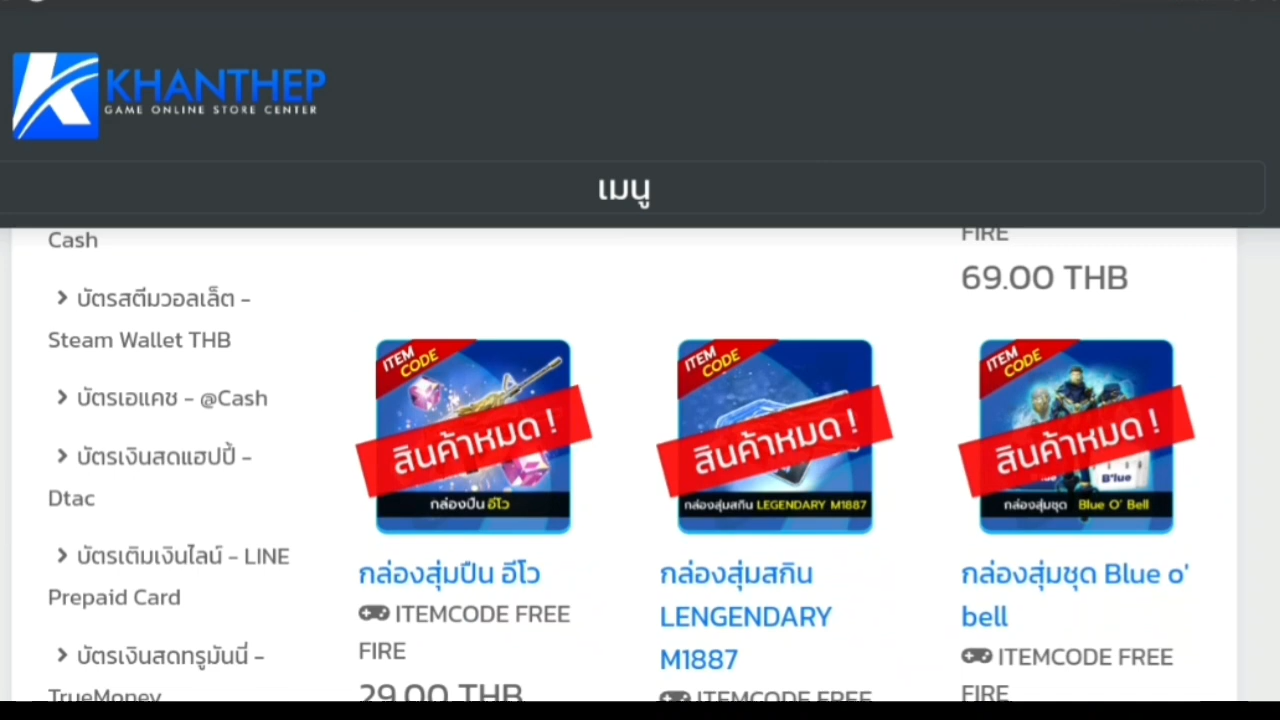 KHANTHEP
GAME ONLINE STORE CENTER
เมนู
Cash
บัตรสตีมวอลเล็ต -
Steam Wallet THB
บัตรเอแคช - @Cash
บัตรเงินสดแฮปปี้ -
Dtac
บัตรเติมเงินไลน์ - LINE
Prepaid Card
บัตรเงินสดทรูมันนี่ -
TrueMoney
FIRE
69.00 THB
ITEM
CODE
สินค้าหมด !
กล่องปืน อีโว
กล่องสุ่มปืน อีโว
ITEMCODE FREE
FIRE
29.00 THB
ITEM
CODE
สินค้าหมด !
กล่องสุ่มสกิน LEGENDARY M1887
กล่องสุ่มสกิน
LENGENDARY
M1887
ITEMCODE FREE
ITEM
CODE
สินค้าหมด !
B'lue
กล่องสุ่มชุด Blue O' Bell
กล่องสุ่มชุด Blue o'
bell
ITEMCODE FREE
FIRE